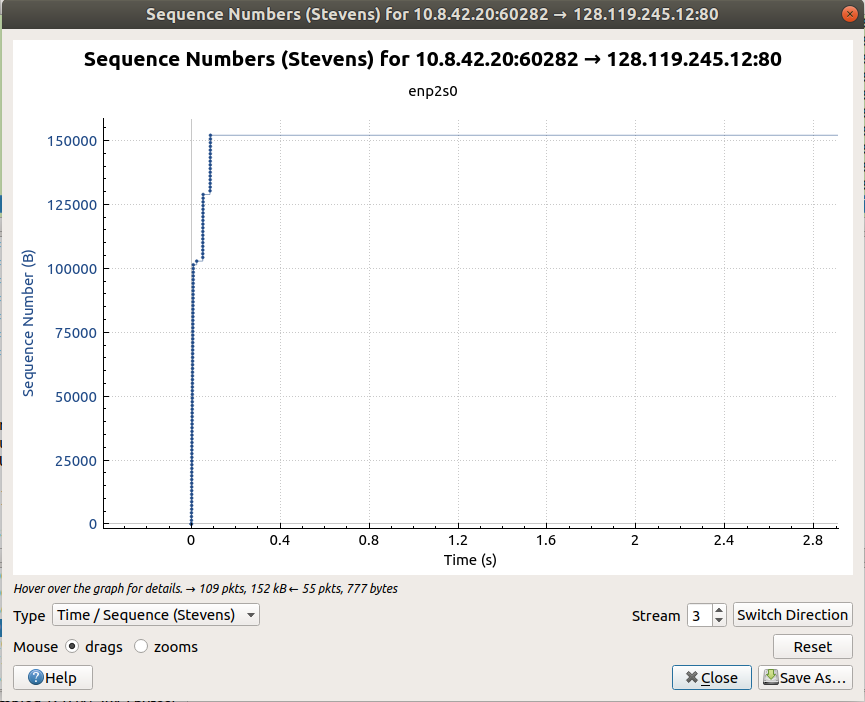 Sequence Numbers (Stevens) for 10.8.42.20:60282 → 128.119.245.12:80
Sequence Numbers (Stevens) for 10.8.42.20:60282 → 128.119.245.12:80
enp2s0
150000
125000
100000
75000
50000
25000
0
Sequence Number (B)
0 0.4 0.8 1.2 1.6 2 2.4 2.8
Time (s)
Hover over the graph for details. → 109 pkts, 152 kB ← 55 pkts, 777 bytes
Type Time / Sequence (Stevens) Stream 3 Switch Direction
Mouse drags zooms Reset
Help Close Save As…